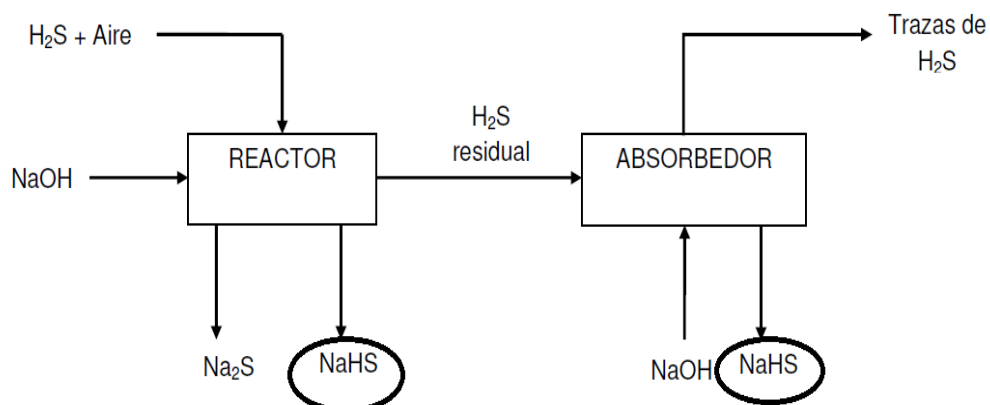 H₂S + Aire
Trazas de
H₂S
H₂S
residual
REACTOR
ABSORBEDOR
NaOH
Na₂S
NaHS
NaOH
NaHS